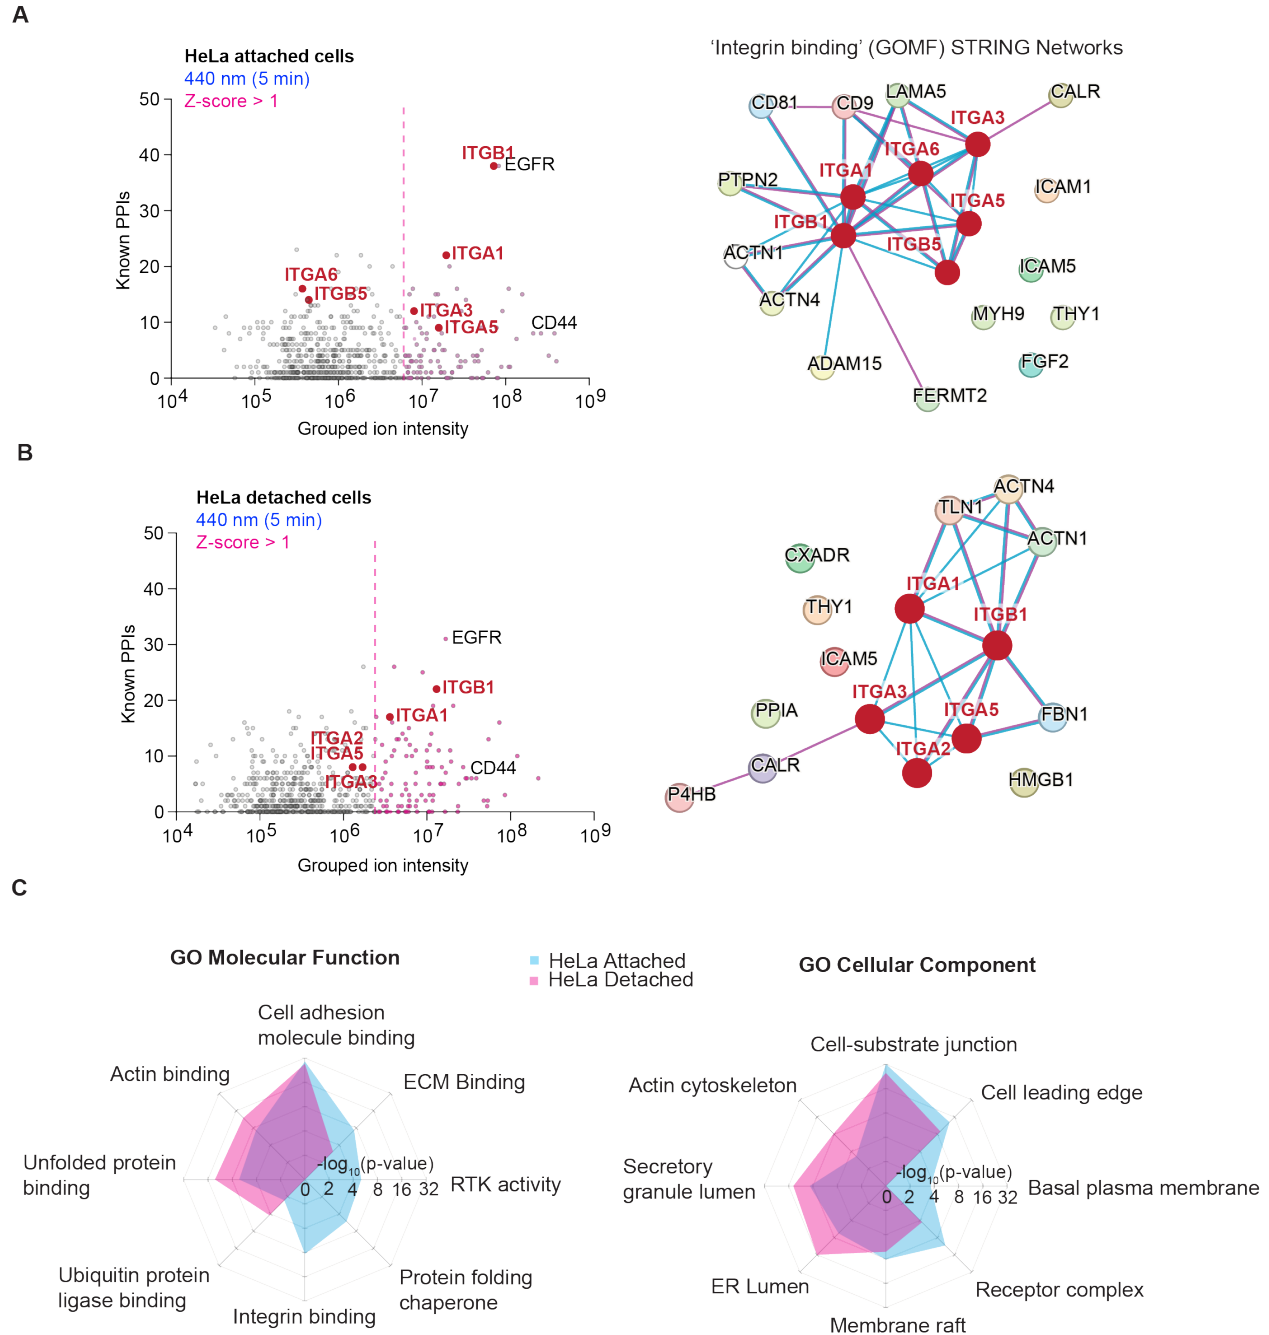 A
HeLa attached cells
440 nm (5 min)
Z-score > 1
50
40
30
20
10
0
Known PPIs
ITGB1
EGFR
ITGA1
ITGA6
ITGB5
ITGA3
ITGA5
CD44
10^4
10^5
10^6
10^7
10^8
10^9
Grouped ion intensity
'Integrin binding' (GOMF) STRING Networks
CD81
CD9
LAMA5
CALR
ITGA3
ITGA6
ITGA1
PTPN2
ICAM1
ITGA5
ITGB1
ITGB5
ACTN1
ICAM5
ACTN4
MYH9
THY1
ADAM15
FGF2
FERMT2
B
HeLa detached cells
440 nm (5 min)
Z-score > 1
50
40
30
20
10
0
Known PPIs
EGFR
ITGB1
ITGA1
ITGA2
ITGA5
ITGA3
CD44
10^4
10^5
10^6
10^7
10^8
10^9
Grouped ion intensity
ACTN4
TLN1
ACTN1
CXADR
ITGA1
THY1
ITGB1
ICAM5
ITGA3
PPIA
ITGA5
FBN1
ITGA2
CALR
HMGB1
P4HB
C
GO Molecular Function
HeLa Attached
HeLa Detached
GO Cellular Component
Cell adhesion
molecule binding
Actin binding
ECM Binding
Unfolded protein
binding
-log10(p-value)
0 2 4 8 16 32
RTK activity
Ubiquitin protein
ligase binding
Protein folding
chaperone
Integrin binding
Cell-substrate junction
Actin cytoskeleton
Cell leading edge
Secretory
granule lumen
-log10(p-value)
0 2 4 8 16 32
Basal plasma membrane
ER Lumen
Receptor complex
Membrane raft